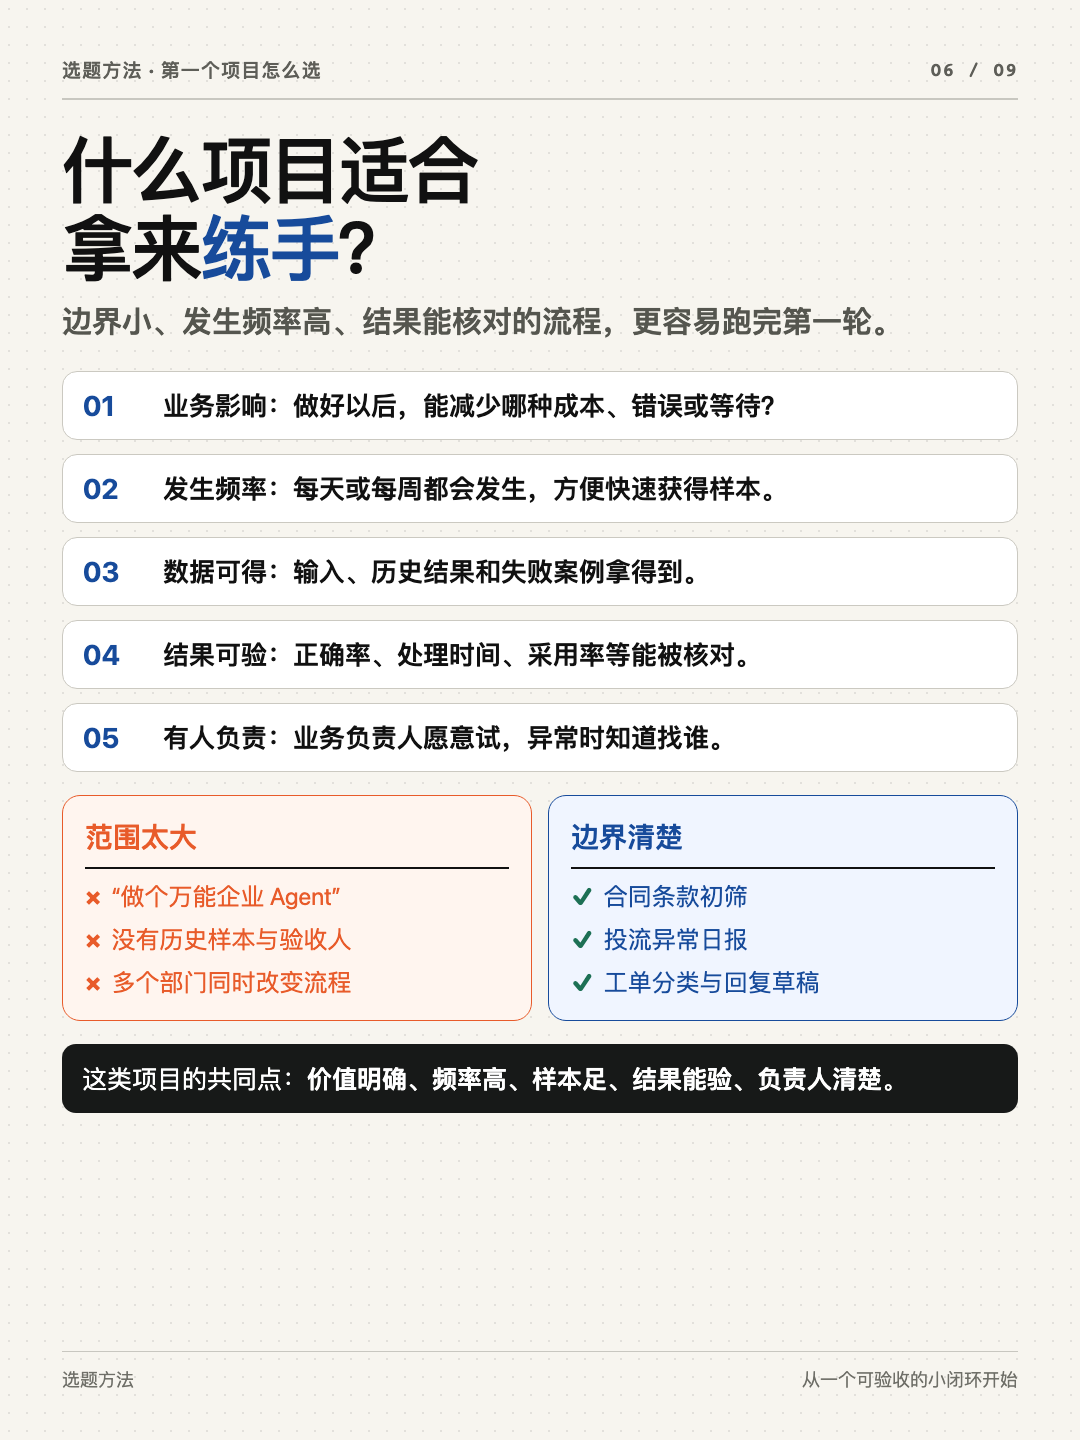 选题方法 · 第一个项目怎么选
06 / 09
什么项目适合
拿来练手?
边界小、发生频率高、结果能核对的流程，更容易跑完第一轮。
01 业务影响：做好以后，能减少哪种成本、错误或等待?
02 发生频率：每天或每周都会发生，方便快速获得样本。
03 数据可得：输入、历史结果和失败案例拿得到。
04 结果可验：正确率、处理时间、采用率等能被核对。
05 有人负责：业务负责人愿意试，异常时知道找谁。
范围太大
× “做个万能企业 Agent”
× 没有历史样本与验收人
× 多个部门同时改变流程
边界清楚
✓ 合同条款初筛
✓ 投流异常日报
✓ 工单分类与回复草稿
这类项目的共同点：价值明确、频率高、样本足、结果能验、负责人清楚。
选题方法
从一个可验收的小闭环开始